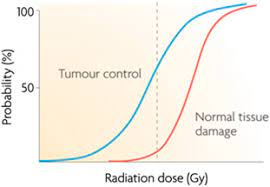 100
50
Probability (%)
Tumour control
Normal tissue
damage
Radiation dose (Gy)